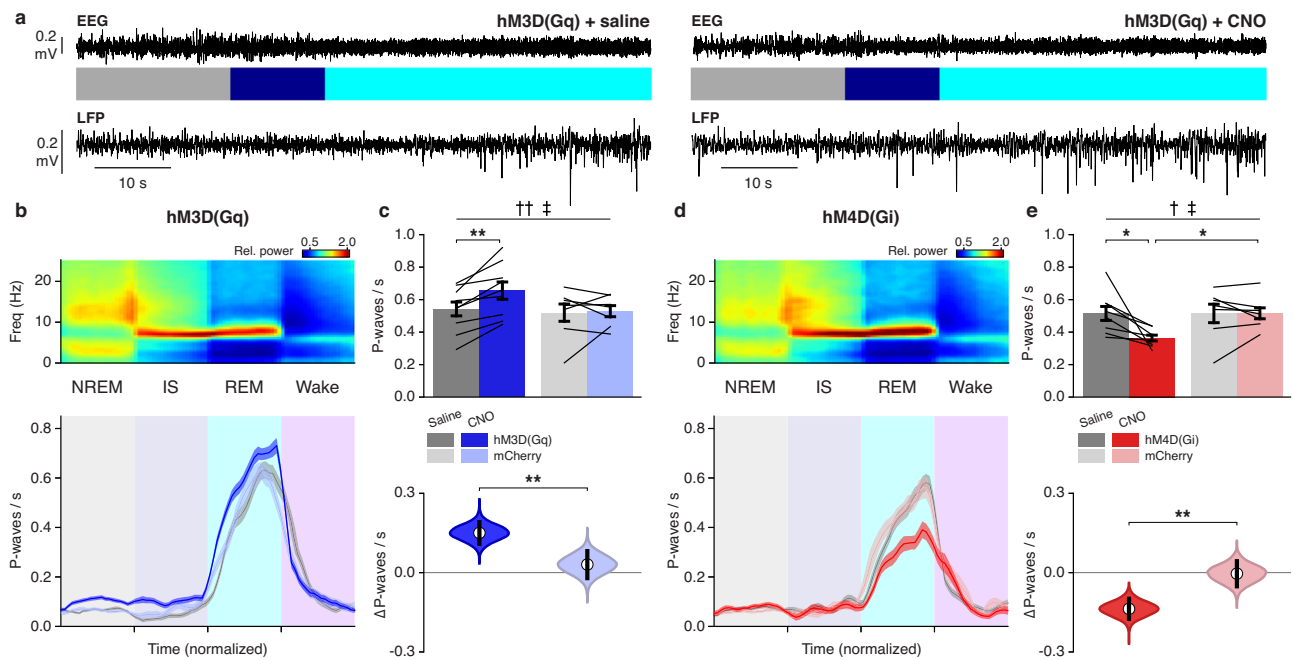 a
EEG
hM3D(Gq) + saline
0.2
mV
LFP
0.2
mV
10 s
EEG
hM3D(Gq) + CNO
LFP
10 s
b
hM3D(Gq)
Rel. power
0.5
2.0
Freq (Hz)
20
10
0
NREM
IS
REM
Wake
P-waves / s
0.8
0.6
0.4
0.2
0.0
Time (normalized)
c
†† ‡
**
P-waves / s
1.0
0.8
0.6
0.4
0.2
0.0
Saline
CNO
hM3D(Gq)
mCherry
ΔP-waves / s
0.3
0.0
-0.3
**
d
hM4D(Gi)
Rel. power
0.5
2.0
Freq (Hz)
20
10
0
NREM
IS
REM
Wake
P-waves / s
0.8
0.6
0.4
0.2
0.0
Time (normalized)
e
† ‡
*
*
P-waves / s
1.0
0.8
0.6
0.4
0.2
0.0
Saline
CNO
hM4D(Gi)
mCherry
ΔP-waves / s
0.3
0.0
-0.3
**